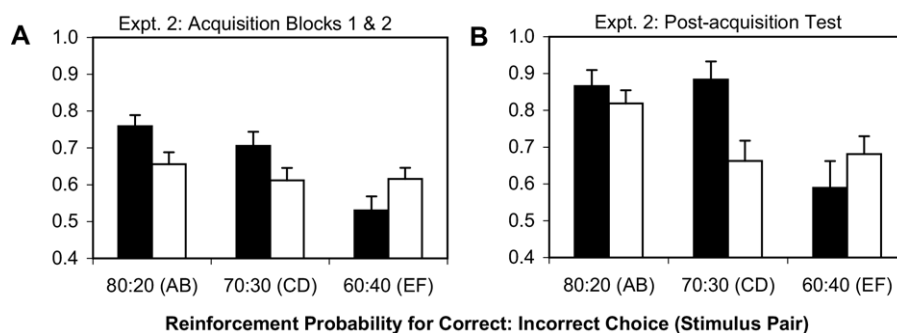 A
Expt. 2: Acquisition Blocks 1 & 2
1.0
0.9
0.8
0.7
0.6
0.5
0.4
80:20 (AB)
70:30 (CD)
60:40 (EF)
B
Expt. 2: Post-acquisition Test
1.0
0.9
0.8
0.7
0.6
0.5
0.4
80:20 (AB)
70:30 (CD)
60:40 (EF)
Reinforcement Probability for Correct: Incorrect Choice (Stimulus Pair)